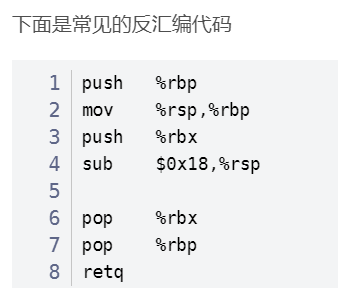 下面是常见的反汇编代码
1 push %rbp
2 mov %rsp,%rbp
3 push %rbx
4 sub $0x18,%rsp
5
6 pop %rbx
7 pop %rbp
8 retq